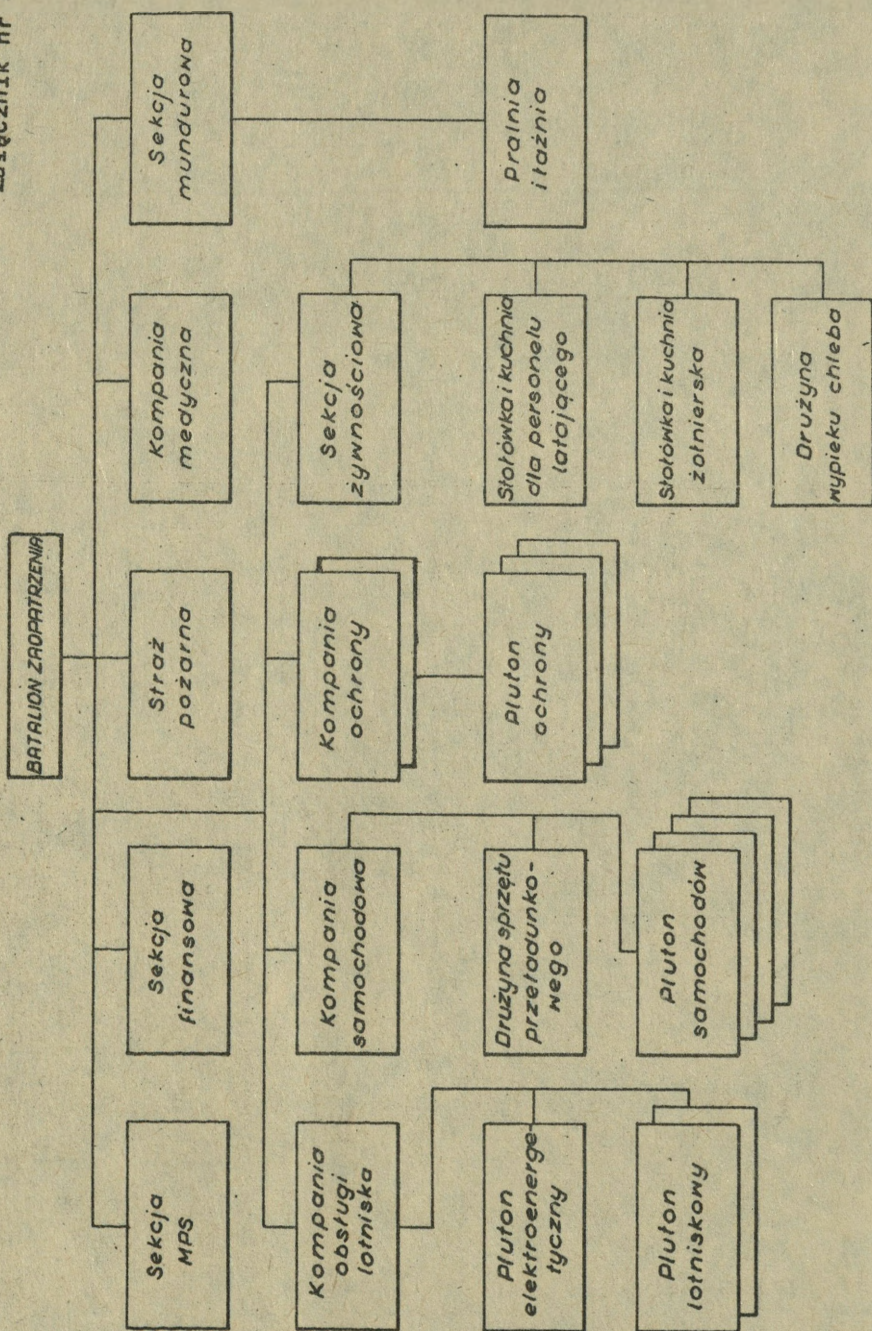 Załącznik nr
BATALION ZAOPATRZENIA
Sekcja
MPS
Sekcja
finansowa
Straż
pożarna
Kompania
medyczna
Sekcja
mundurowa
Kompania
obsługi
lotniska
Kompania
samochodowa
Kompania
ochrony
Sekcja
żywnościowa
Pluton
elektroenerge-
tyczny
Drużyna sprzętu
przeładunko-
wego
Pluton
ochrony
Stołówka i kuchnia
dla personelu
latającego
Pralnia
i łaźnia
Pluton
lotniskowy
Pluton
samochodów
Stołówka i kuchnia
żołnierska
Drużyna
wypieku chleba